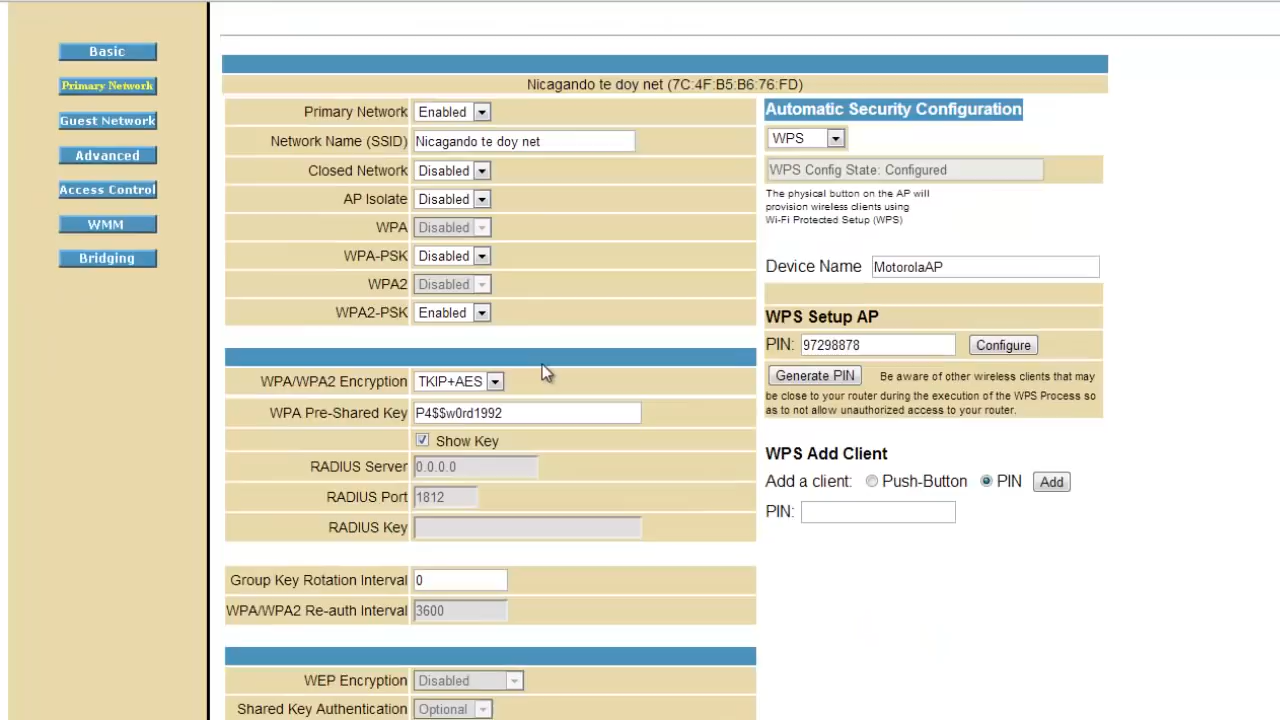 Basic
Primary Network
Guest Network
Advanced
Access Control
WMM
Bridging
Nicagando te doy net (7C:4F:B5:B6:76:FD)
Primary Network Enabled
Network Name (SSID) Nicagando te doy net
Closed Network Disabled
AP Isolate Disabled
WPA Disabled
WPA-PSK Disabled
WPA2 Disabled
WPA2-PSK Enabled
WPA/WPA2 Encryption TKIP+AES
WPA Pre-Shared Key P4$$w0rd1992
Show Key
RADIUS Server 0.0.0.0
RADIUS Port 1812
RADIUS Key
Group Key Rotation Interval 0
WPA/WPA2 Re-auth Interval 3600
WEP Encryption Disabled
Shared Key Authentication Optional
Automatic Security Configuration
WPS
WPS Config State: Configured
The physical button on the AP will
provision wireless clients using
Wi-Fi Protected Setup (WPS)
Device Name MotorolaAP
WPS Setup AP
PIN: 97298878 Configure
Generate PIN Be aware of other wireless clients that may
be close to your router during the execution of the WPS Process so
as to not allow unauthorized access to your router.
WPS Add Client
Add a client: Push-Button PIN Add
PIN: